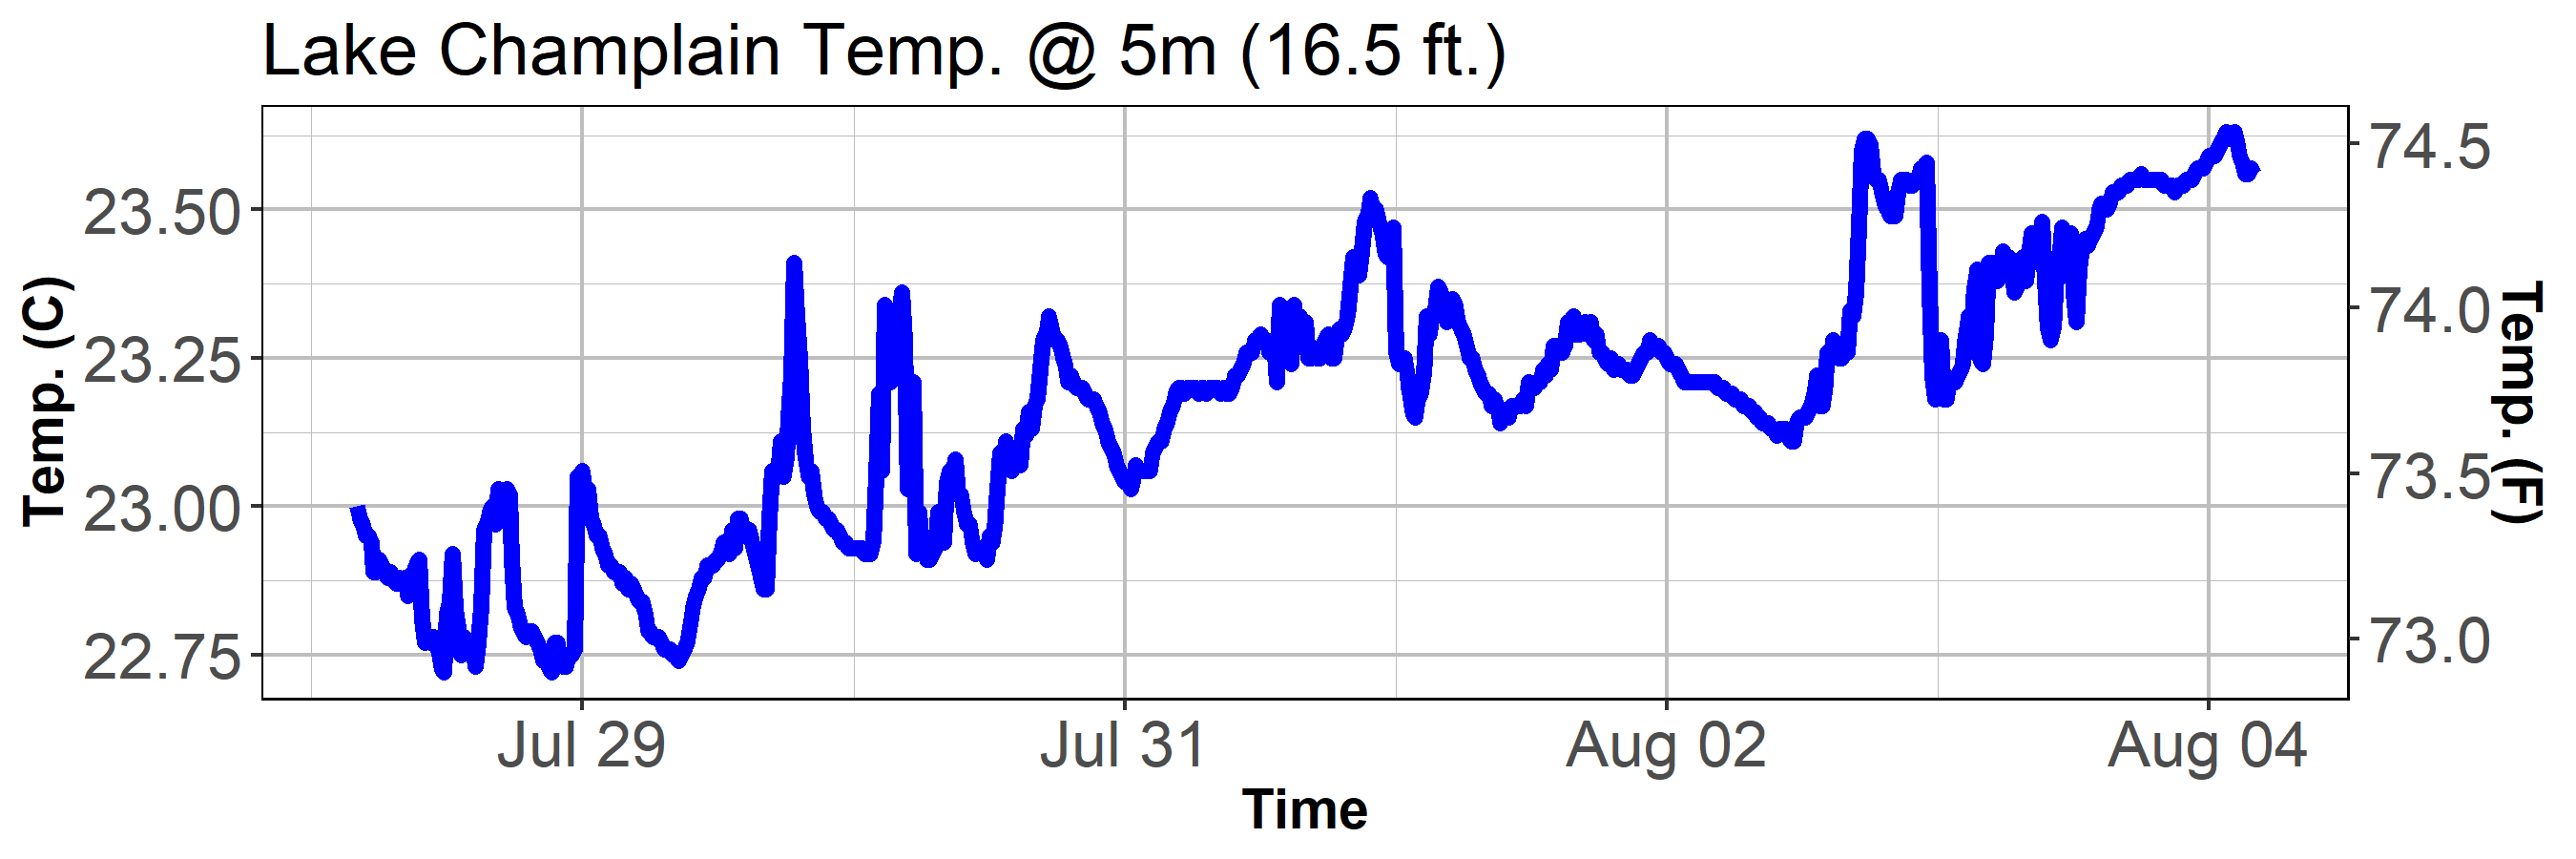 Lake Champlain Temp. @ 5m (16.5 ft.)
Temp. (C)
23.50
23.25
23.00
22.75
74.5
74.0
73.5
73.0
Temp. (F)
Jul 29
Jul 31
Aug 02
Aug 04
Time